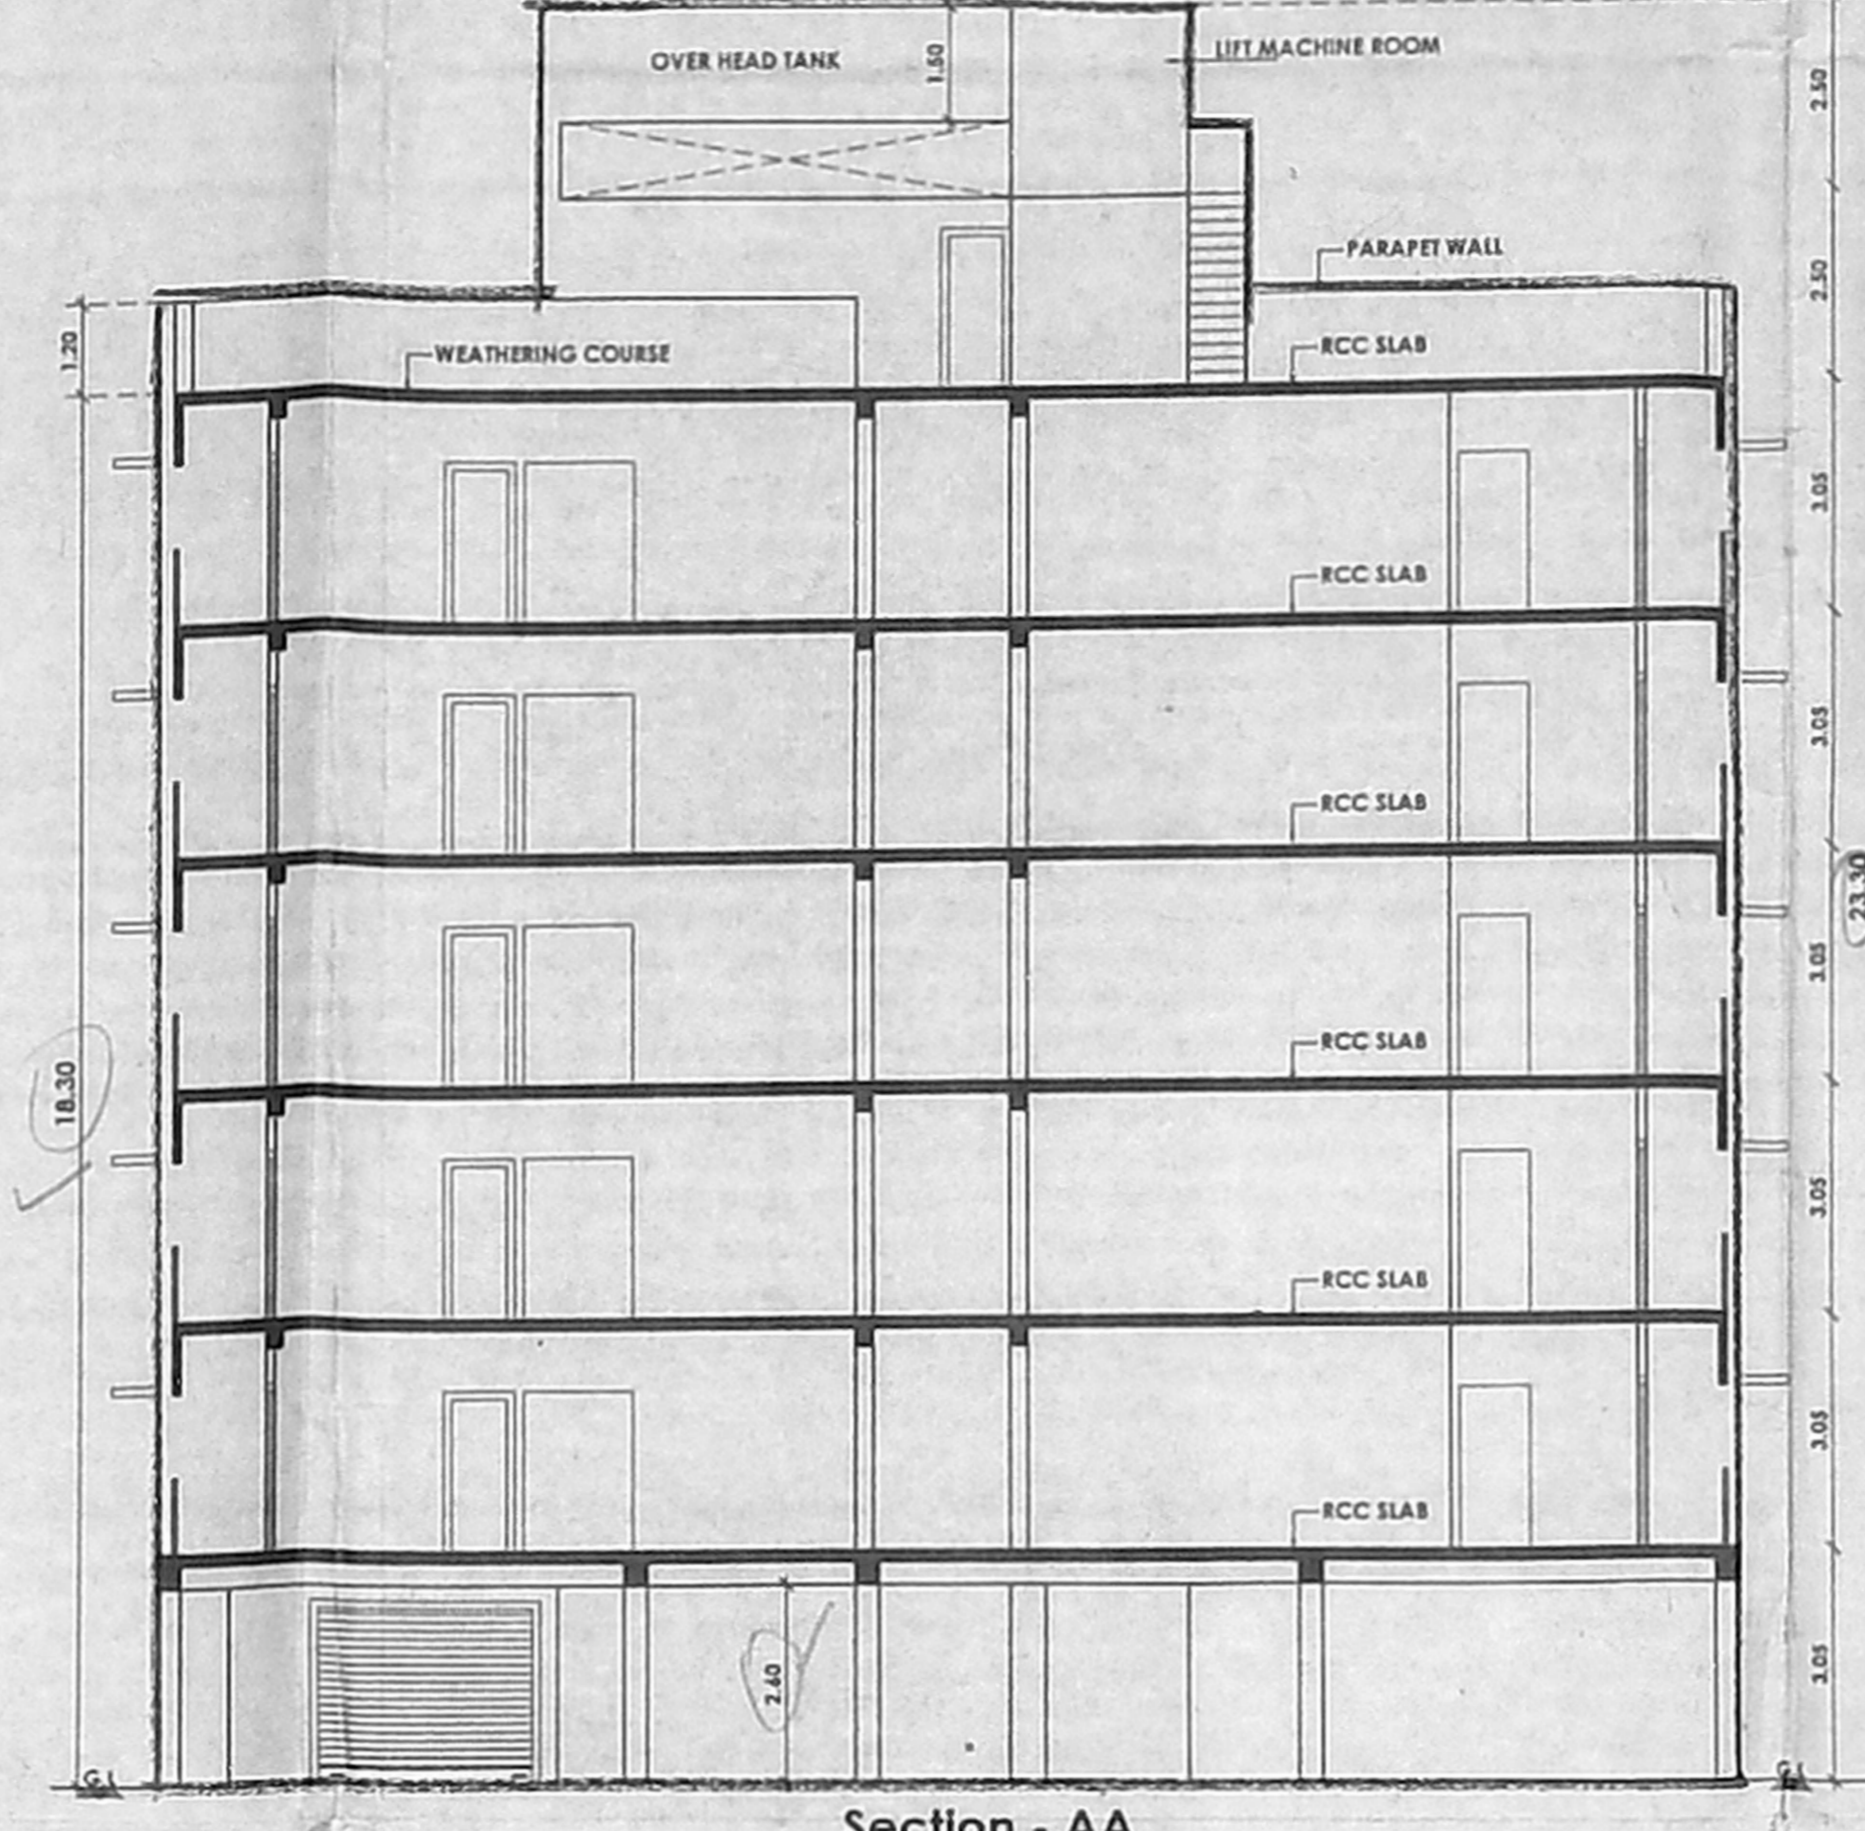 OVER HEAD TANK
1.50
LIFT MACHINE ROOM
2.50
PARAPET WALL
2.50
1.20
WEATHERING COURSE
RCC SLAB
3.05
RCC SLAB
3.05
RCC SLAB
23.30
3.05
RCC SLAB
18.30
3.05
RCC SLAB
3.05
RCC SLAB
2.60
3.05
GL
GL
Section - AA